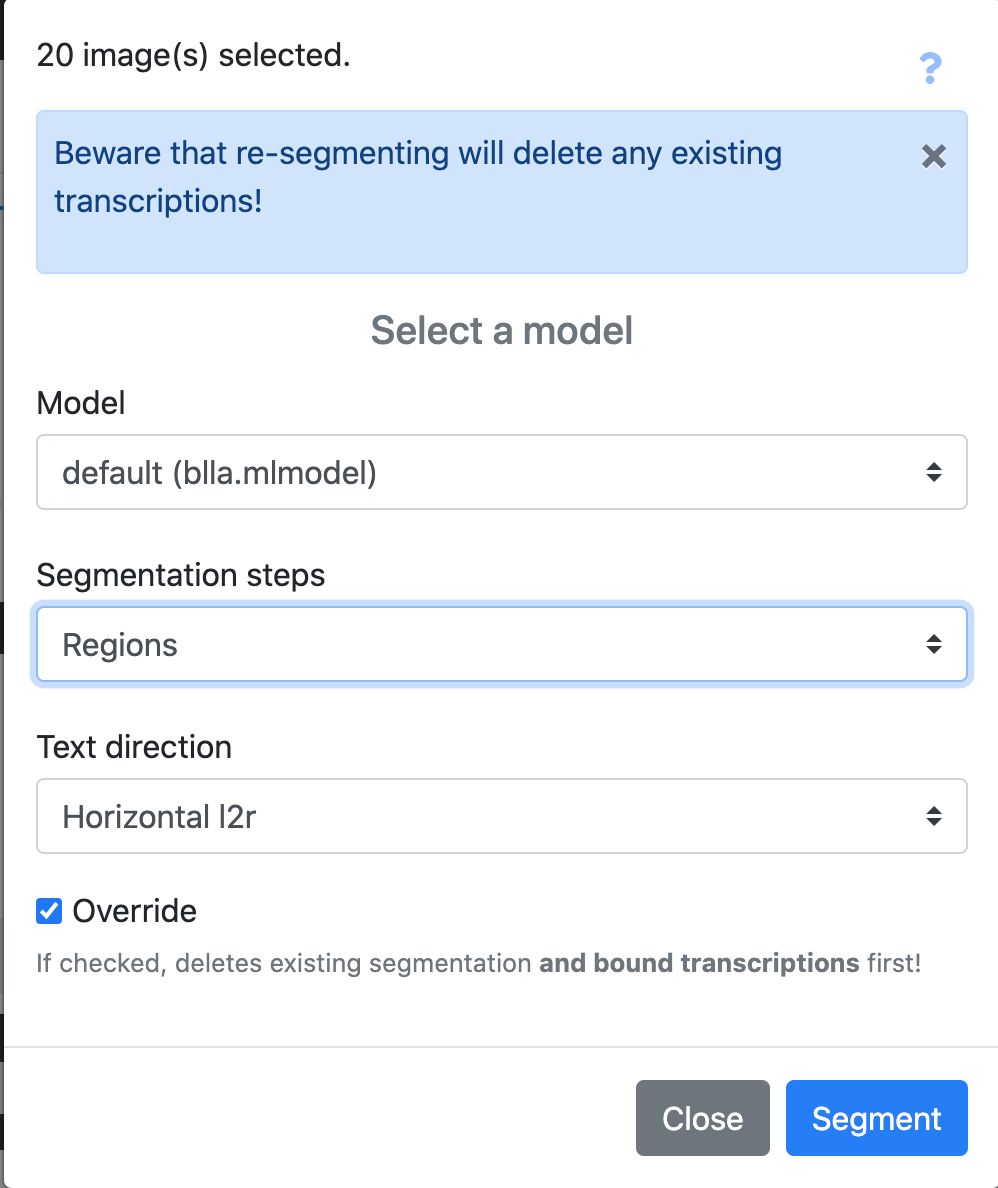 20 image(s) selected.
?
Beware that re-segmenting will delete any existing
transcriptions!
Select a model
Model
default (blla.mlmodel)
Segmentation steps
Regions
Text direction
Horizontal l2r
Override
If checked, deletes existing segmentation and bound transcriptions first!
Close
Segment